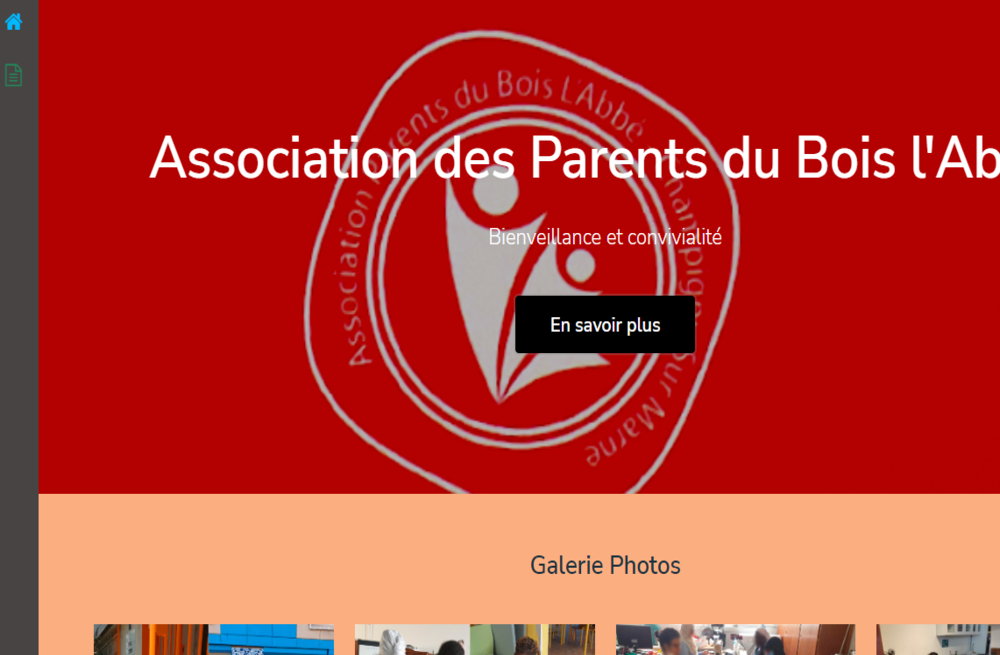 Association Parents du Bois L'Abbé Champigny Sur Marne
Association des Parents du Bois l'Ab
Bienveillance et convivialité
En savoir plus
Galerie Photos